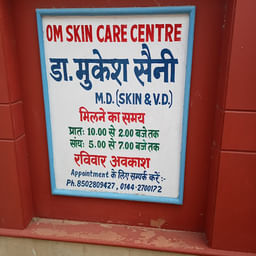 OM SKIN CARE CENTRE
डा. मुकेश सैनी
M.D. (SKIN & V.D.)
मिलने का समय
प्रातः 10.00 से 2.00 बजे तक
सायंः 5.00 से 7.00 बजे तक
रविवार अवकाश
Appointment के लिए सम्पर्क करें :-
Ph. 8502809427, 0144-2700172